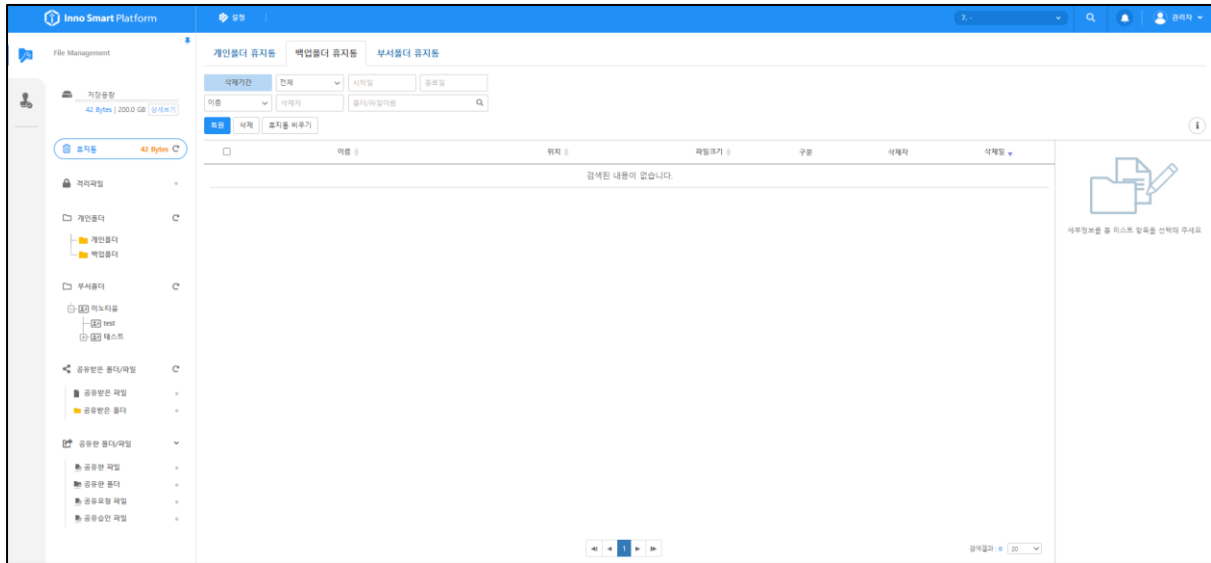 Inno Smart Platform
설정
7. -
관리자
File Management
저장용량
42 Bytes | 200.0 GB 상세보기
휴지통 42 Bytes
격리파일
개인폴더
개인폴더
백업폴더
부서폴더
이노티움
test
테스트
공유받은 폴더/파일
공유받은 파일
공유받은 폴더
공유한 폴더/파일
공유한 파일
공유한 폴더
공유요청 파일
공유승인 파일
개인폴더 휴지통 백업폴더 휴지통 부서폴더 휴지통
삭제기간 전체 시작일 종료일
이름 삭제자 폴더/파일이름
복원 삭제 휴지통 비우기
이름 위치 파일크기 구분 삭제자 삭제일
검색된 내용이 없습니다.
세부정보를 볼 리스트 항목을 선택해 주세요
1
검색결과 : 0 20